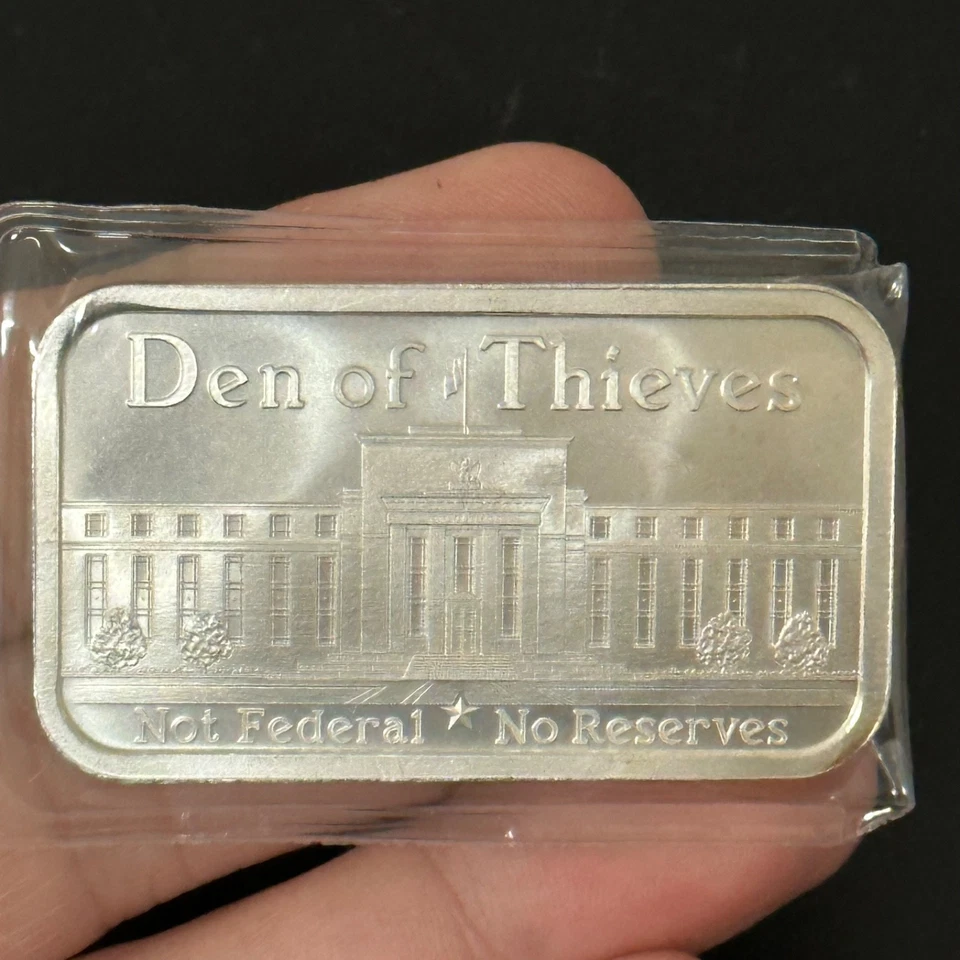 Den of Thieves
Not Federal ★ No Reserves